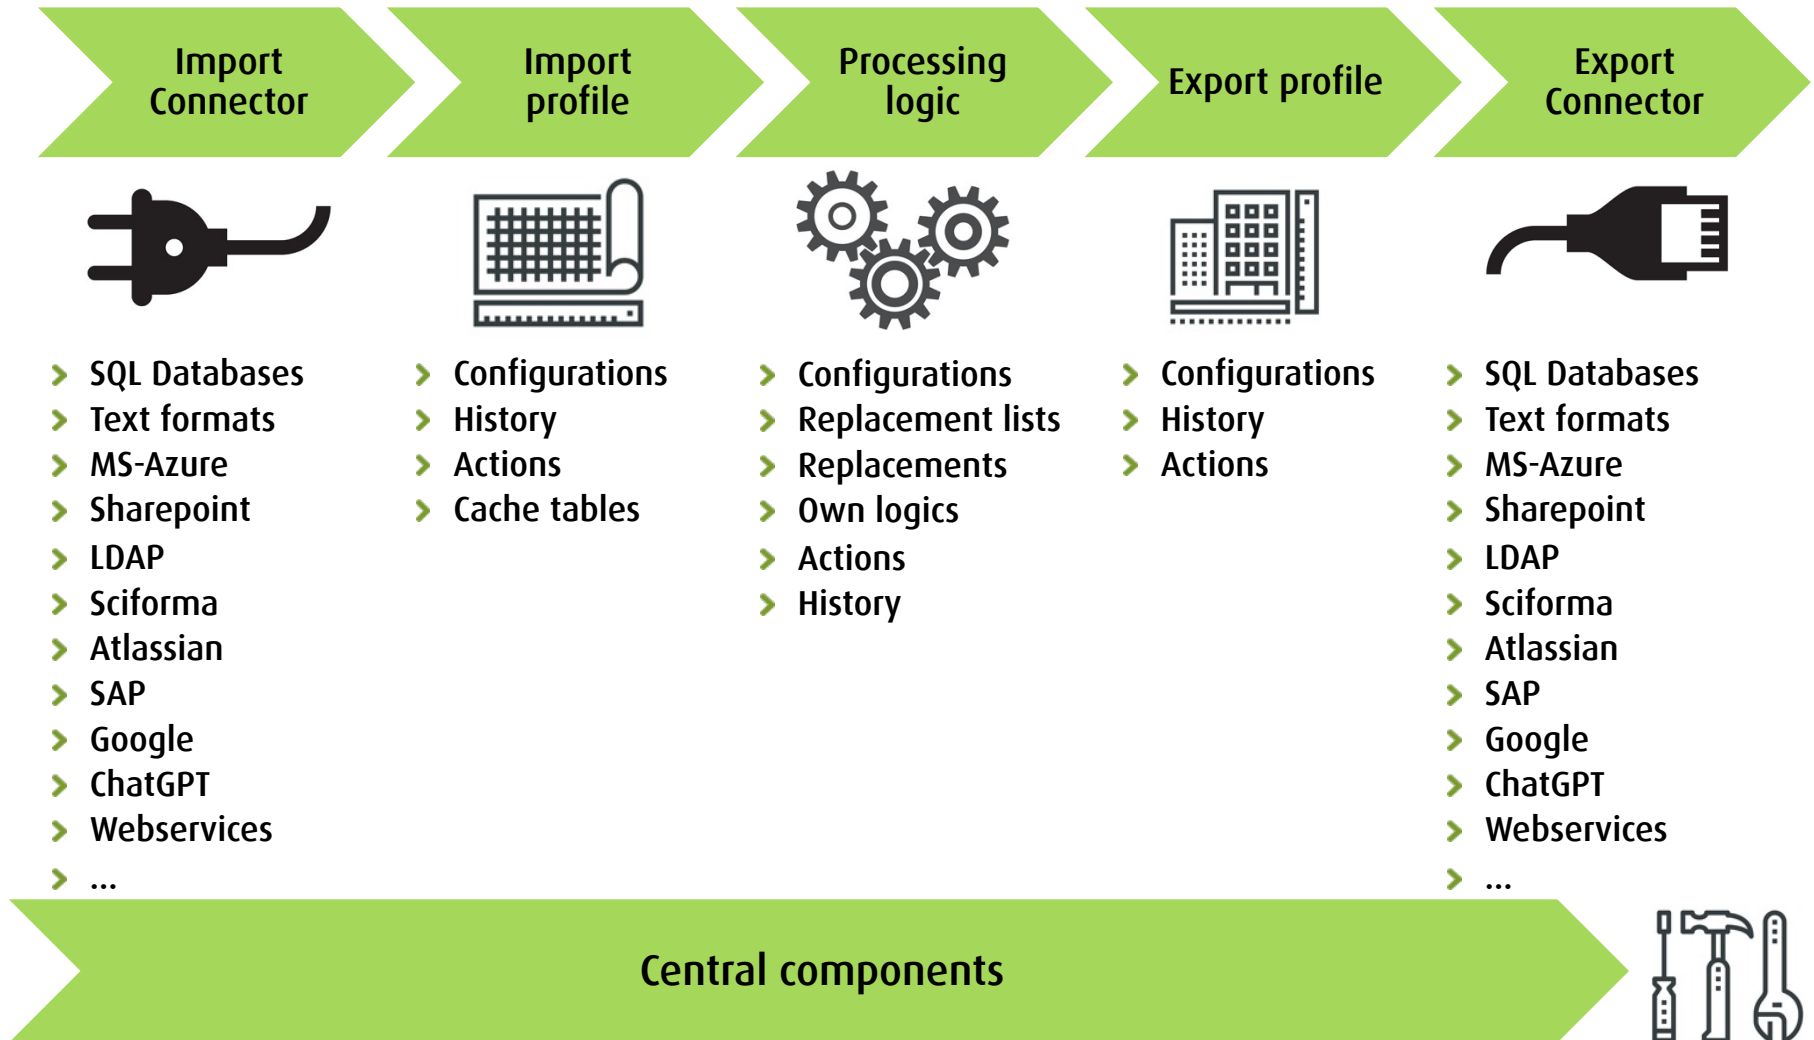 Import
Connector
Import
profile
Processing
logic
Export profile
Export
Connector
SQL Databases
Text formats
MS-Azure
Sharepoint
LDAP
Sciforma
Atlassian
SAP
Google
ChatGPT
Webservices
...
Configurations
History
Actions
Cache tables
Configurations
Replacement lists
Replacements
Own logics
Actions
History
Configurations
History
Actions
SQL Databases
Text formats
MS-Azure
Sharepoint
LDAP
Sciforma
Atlassian
SAP
Google
ChatGPT
Webservices
...
Central components